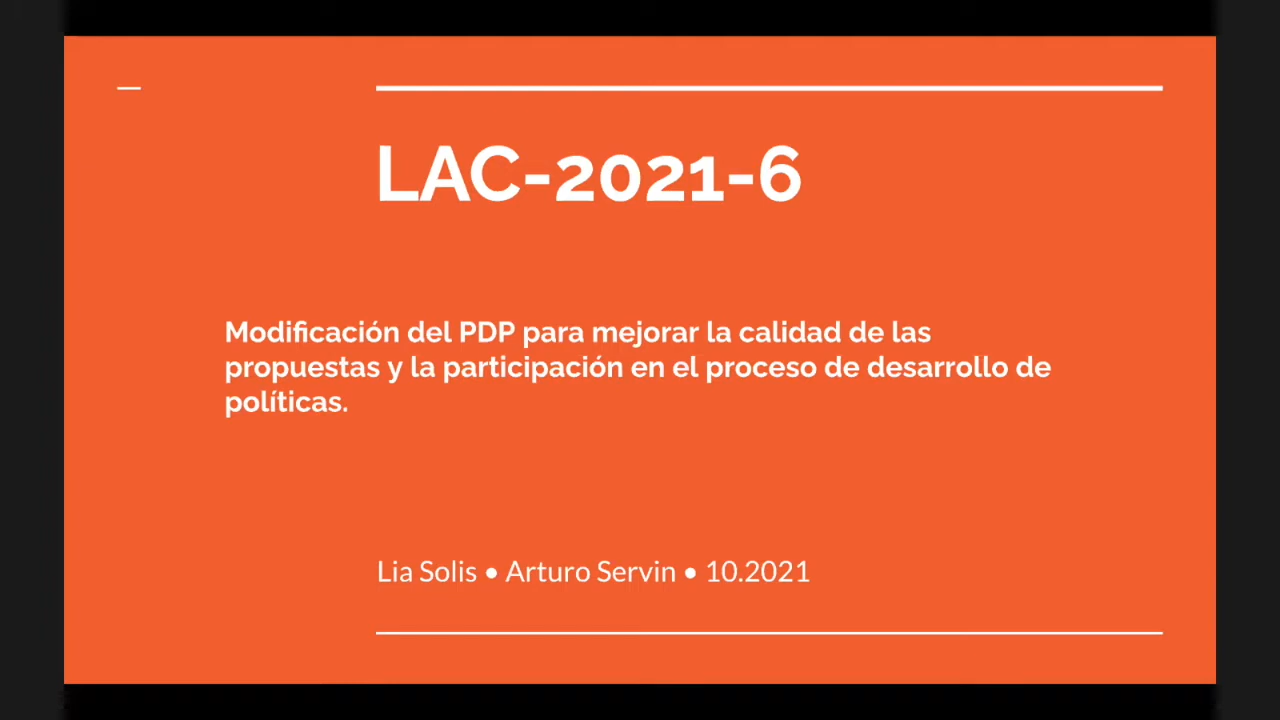 LAC-2021-6
Modificación del PDP para mejorar la calidad de las
propuestas y la participación en el proceso de desarrollo de
políticas.
Lia Solis • Arturo Servin • 10.2021